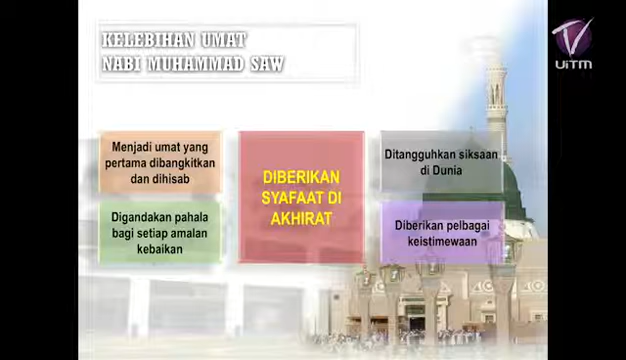 KELEBIHAN UMAT
NABI MUHAMMAD SAW
TV
UiTM
Menjadi umat yang
pertama dibangkitkan
dan dihisab
Digandakan pahala
bagi setiap amalan
kebaikan
DIBERIKAN
SYAFAAT DI
AKHIRAT
Ditangguhkan siksaan
di Dunia
Diberikan pelbagai
keistimewaan